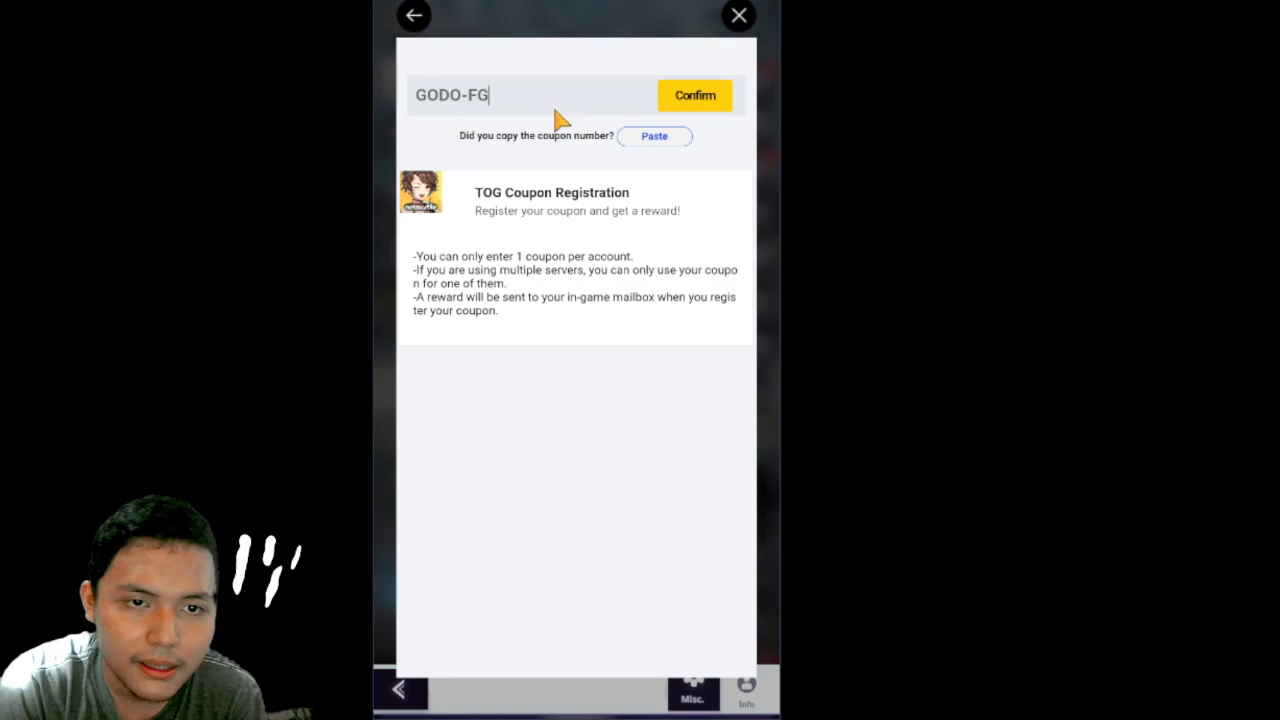 GODO-FG
Confirm
Did you copy the coupon number?
Paste
netmarble
TOG Coupon Registration
Register your coupon and get a reward!
-You can only enter 1 coupon per account.
-If you are using multiple servers, you can only use your coupo
n for one of them.
-A reward will be sent to your in-game mailbox when you regis
ter your coupon.
Misc.
Info